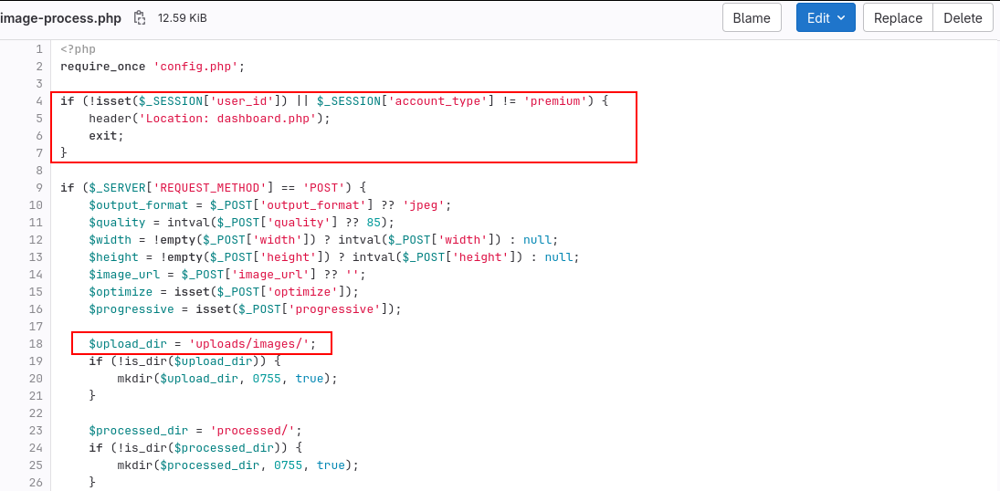 image-process.php 12.59 KiB Blame Edit Replace Delete
1 <?php
2 require_once 'config.php';
3
4 if (!isset($_SESSION['user_id']) || $_SESSION['account_type'] != 'premium') {
5     header('Location: dashboard.php');
6     exit;
7 }
8
9 if ($_SERVER['REQUEST_METHOD'] == 'POST') {
10     $output_format = $_POST['output_format'] ?? 'jpeg';
11     $quality = intval($_POST['quality'] ?? 85);
12     $width = !empty($_POST['width']) ? intval($_POST['width']) : null;
13     $height = !empty($_POST['height']) ? intval($_POST['height']) : null;
14     $image_url = $_POST['image_url'] ?? '';
15     $optimize = isset($_POST['optimize']);
16     $progressive = isset($_POST['progressive']);
17
18     $upload_dir = 'uploads/images/';
19     if (!is_dir($upload_dir)) {
20         mkdir($upload_dir, 0755, true);
21     }
22
23     $processed_dir = 'processed/';
24     if (!is_dir($processed_dir)) {
25         mkdir($processed_dir, 0755, true);
26     }